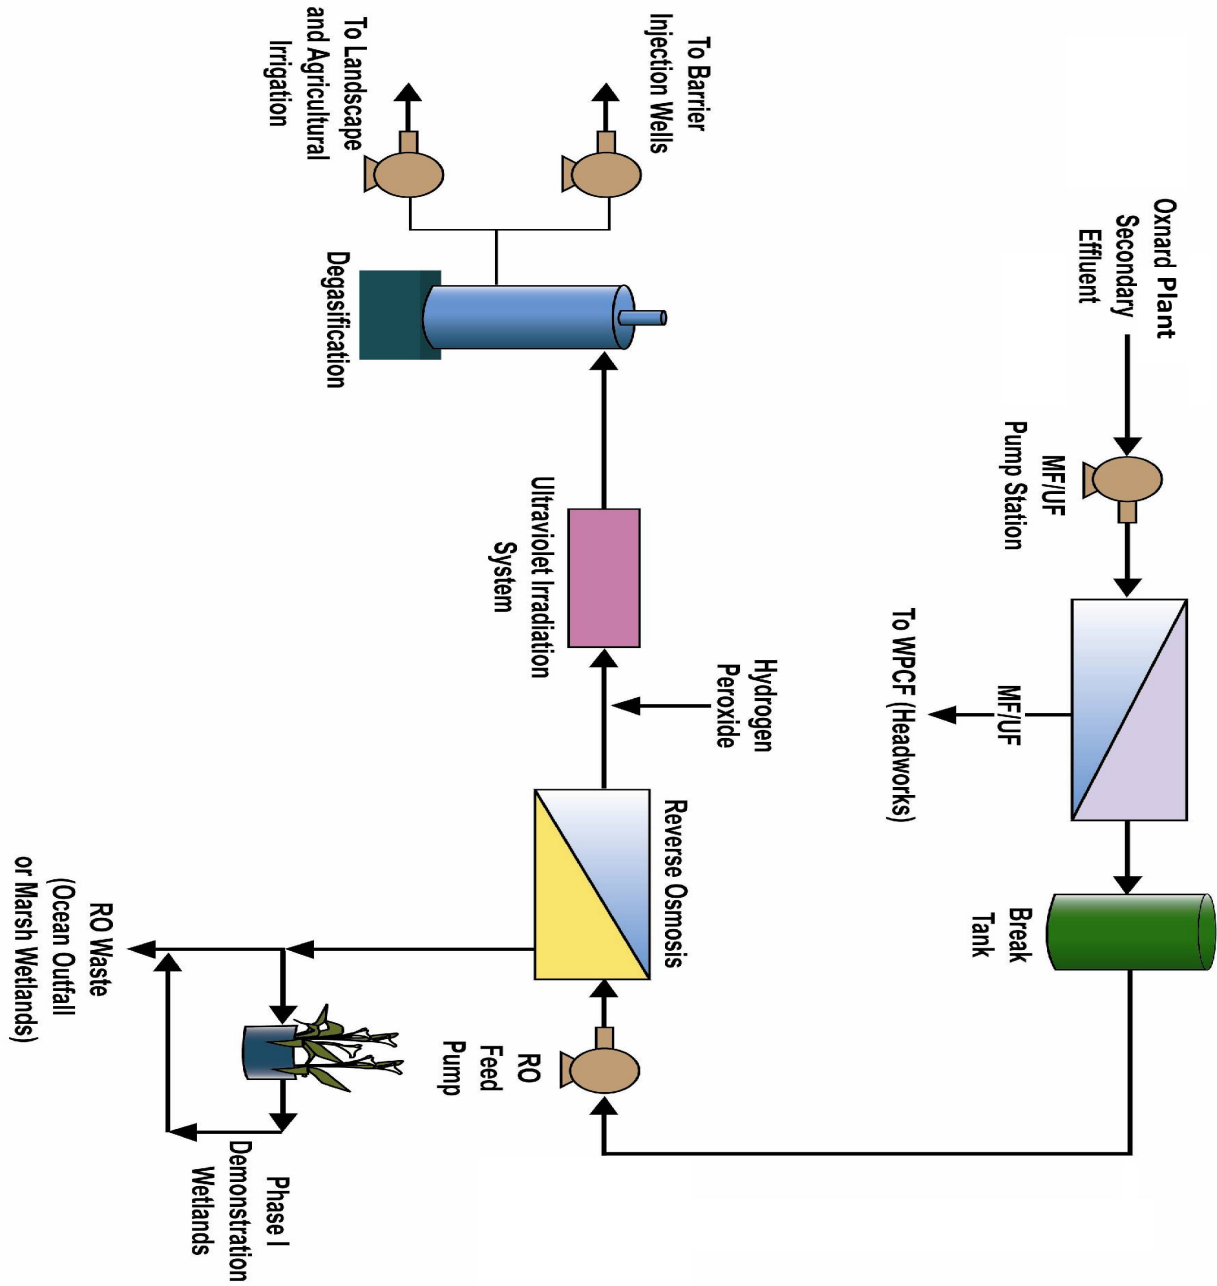 Oxnard Plant
Secondary
Effluent
MF/UF
Pump Station
MF/UF
To WPCF (Headworks)
Break
Tank
To Barrier
Injection Wells
To Landscape
and Agricultural
Irrigation
Degasification
Ultraviolet Irradiation
System
Hydrogen
Peroxide
Reverse Osmosis
RO
Feed
Pump
RO Waste
(Ocean Outfall
or Marsh Wetlands)
Phase I
Demonstration
Wetlands